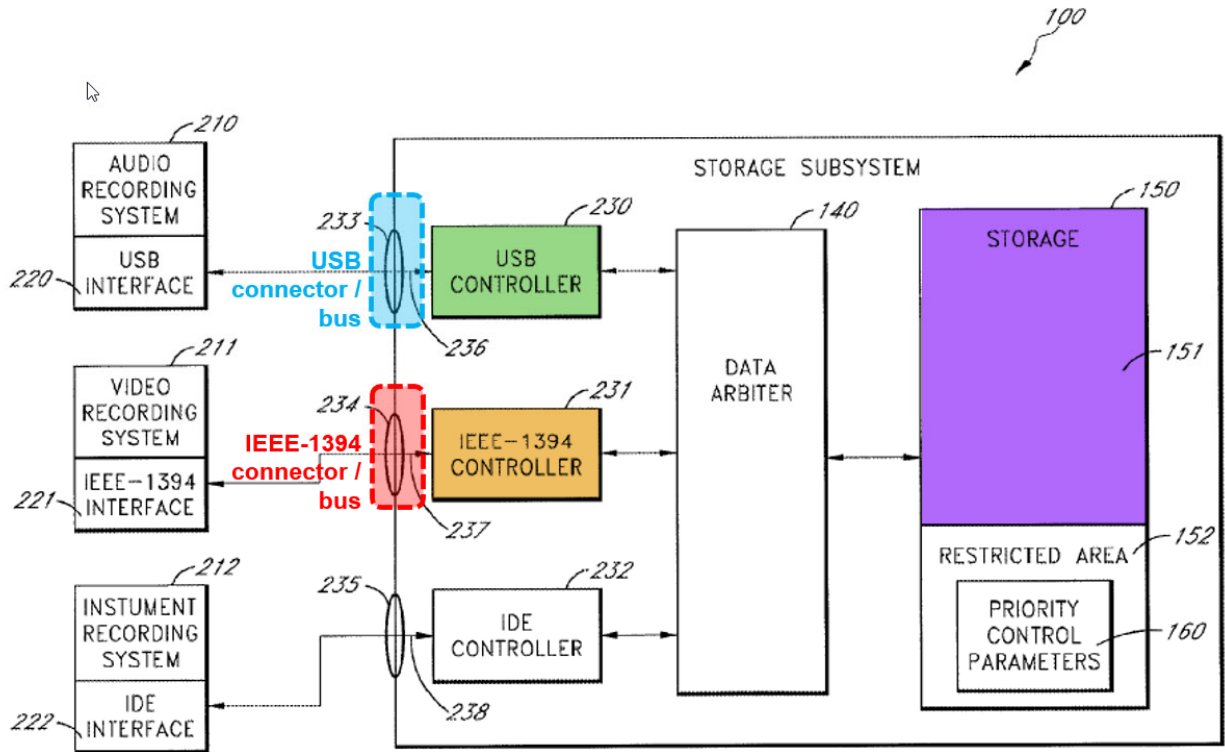 100
210
AUDIO
RECORDING
SYSTEM
USB
INTERFACE
220
233
USB
connector /
bus
236
230
USB
CONTROLLER
STORAGE SUBSYSTEM
140
DATA
ARBITER
150
STORAGE
151
211
VIDEO
RECORDING
SYSTEM
IEEE-1394
INTERFACE
221
234
IEEE-1394
connector /
bus
237
231
IEEE-1394
CONTROLLER
212
INSTUMENT
RECORDING
SYSTEM
IDE
INTERFACE
222
235
238
232
IDE
CONTROLLER
RESTRICTED AREA
152
PRIORITY
CONTROL
PARAMETERS
160